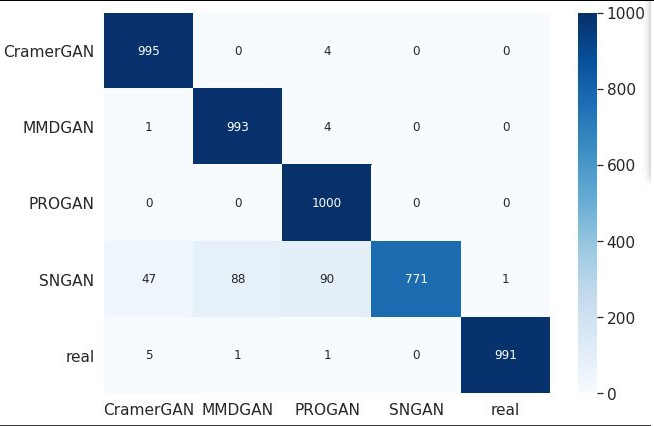 CramerGAN 995 0 4 0 0
MMDGAN 1 993 4 0 0
PROGAN 0 0 1000 0 0
SNGAN 47 88 90 771 1
real 5 1 1 0 991
CramerGAN MMDGAN PROGAN SNGAN real
1000
800
600
400
200
0